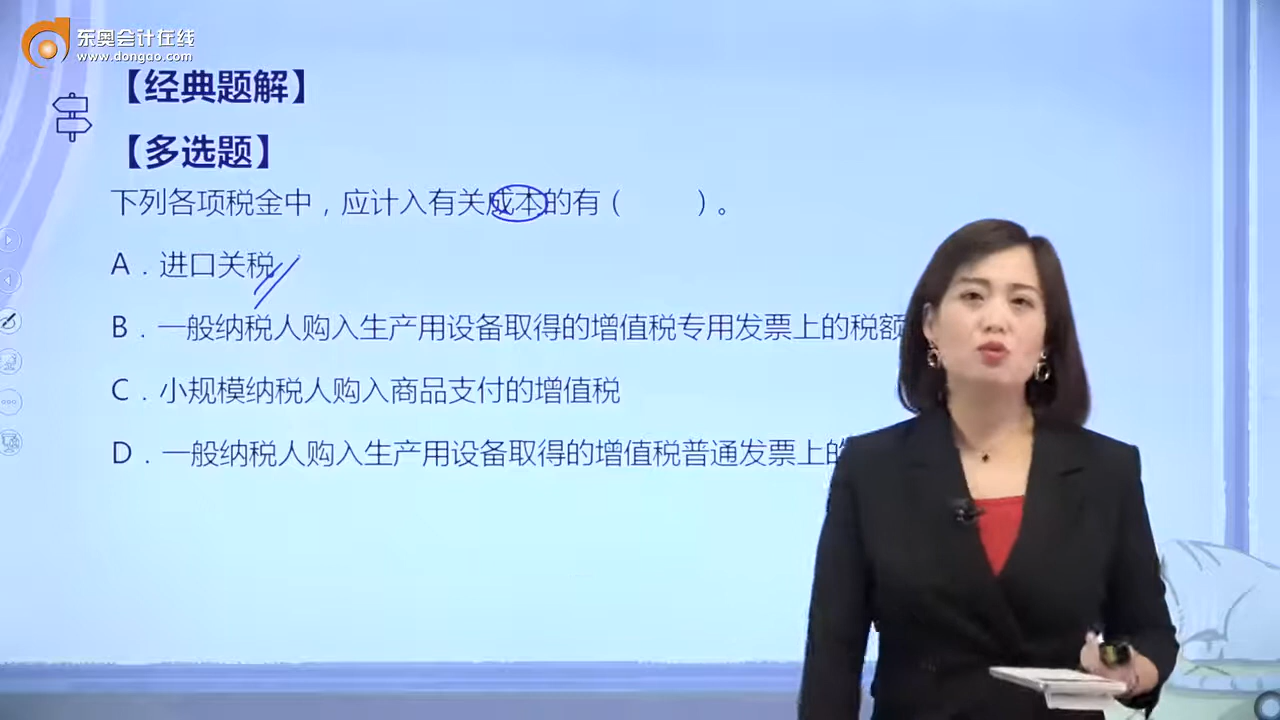 东奥会计在线
www.dongao.com
【经典题解】
【多选题】
下列各项税金中，应计入有关成本的有（　　）。
A．进口关税
B．一般纳税人购入生产用设备取得的增值税专用发票上的税额
C．小规模纳税人购入商品支付的增值税
D．一般纳税人购入生产用设备取得的增值税普通发票上的